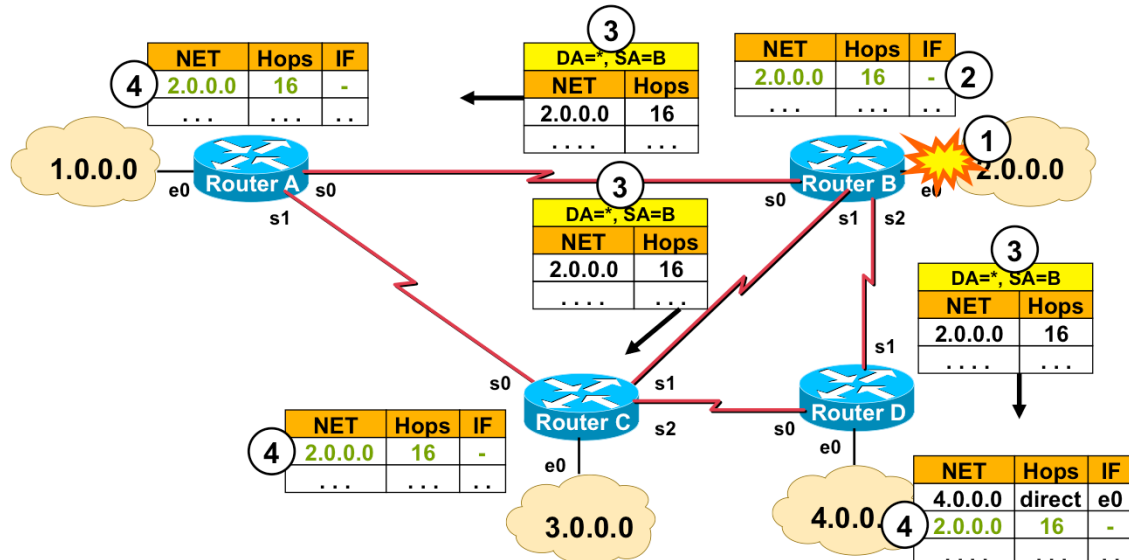 3
NET Hops IF
2.0.0.0 16 -
. . . . . . . .
4
DA=*, SA=B
NET Hops
2.0.0.0 16
. . . . . . .
NET Hops IF
2.0.0.0 16 -
. . . . . . . .
2
1
1.0.0.0
e0
Router A
s0
s1
3
DA=*, SA=B
NET Hops
2.0.0.0 16
. . . . . . .
s0
Router B
s1
s2
e0
2.0.0.0
3
DA=*, SA=B
NET Hops
2.0.0.0 16
. . . . . . .
s0
Router C
s1
s2
e0
3.0.0.0
s1
Router D
s0
e0
4.0.0.
NET Hops IF
2.0.0.0 16 -
. . . . . . . .
4
NET Hops IF
4.0.0.0 direct e0
2.0.0.0 16 -
. . . . . . . . .
4